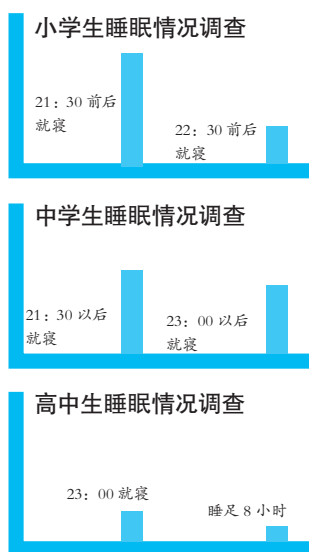 小学生睡眠情况调查
21：30 前后
就寝
22：30 前后
就寝
中学生睡眠情况调查
21：30 以后
就寝
23：00 以后
就寝
高中生睡眠情况调查
23：00 就寝
睡足 8 小时